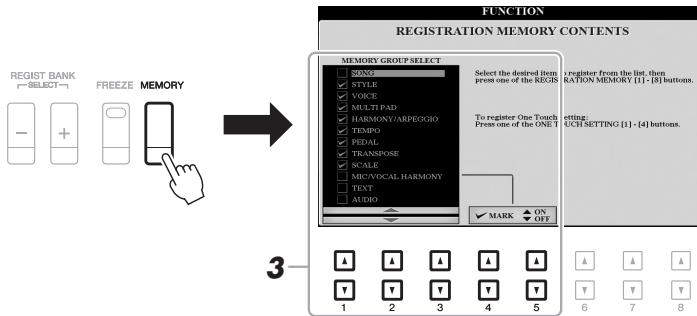 FUNCTION
REGISTRATION MEMORY CONTENTS
MEMORY GROUP SELECT
SONG
STYLE
VOICE
MULTI PAD
HARMONY/ARPEGGIO
TEMPO
PEDAL
TRANSPOSE
SCALE
MIC/VOCAL HARMONY
TEXT
AUDIO
Select the desired item to register from the list, then
press one of the REGISTRATION MEMORY [1] - [8] buttons.
To register One Touch Setting:
Press one of the ONE TOUCH SETTING [1] - [4] buttons.
MARK ON
OFF
REGIST BANK
SELECT
FREEZE MEMORY
- +
3
1 2 3 4 5 6 7 8